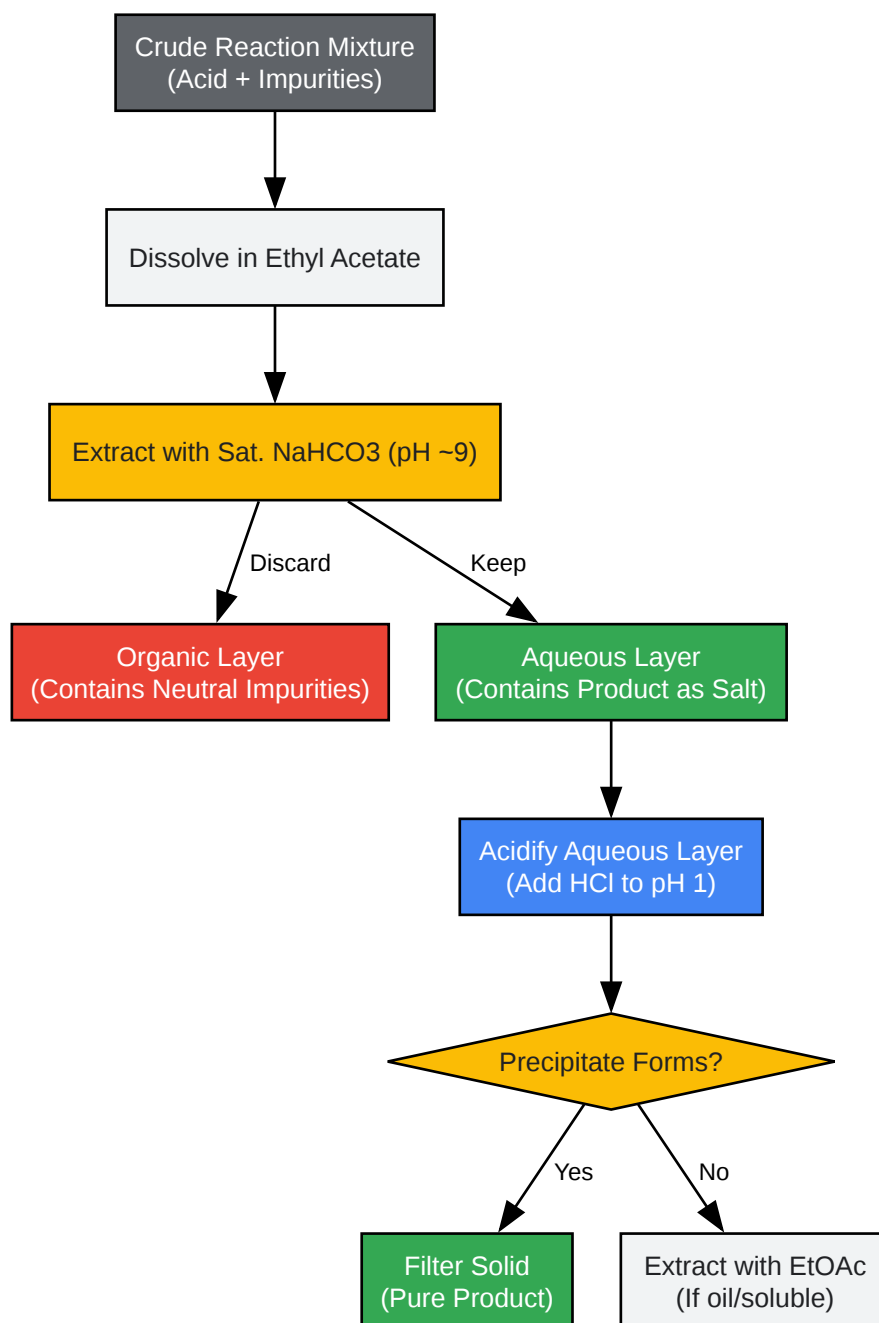 Crude Reaction Mixture
(Acid + Impurities)
Dissolve in Ethyl Acetate
Extract with Sat. NaHCO3 (pH ~9)
Discard
Keep
Organic Layer
(Contains Neutral Impurities)
Aqueous Layer
(Contains Product as Salt)
Acidify Aqueous Layer
(Add HCl to pH 1)
Precipitate Forms?
Yes
No
Filter Solid
(Pure Product)
Extract with EtOAc
(If oil/soluble)